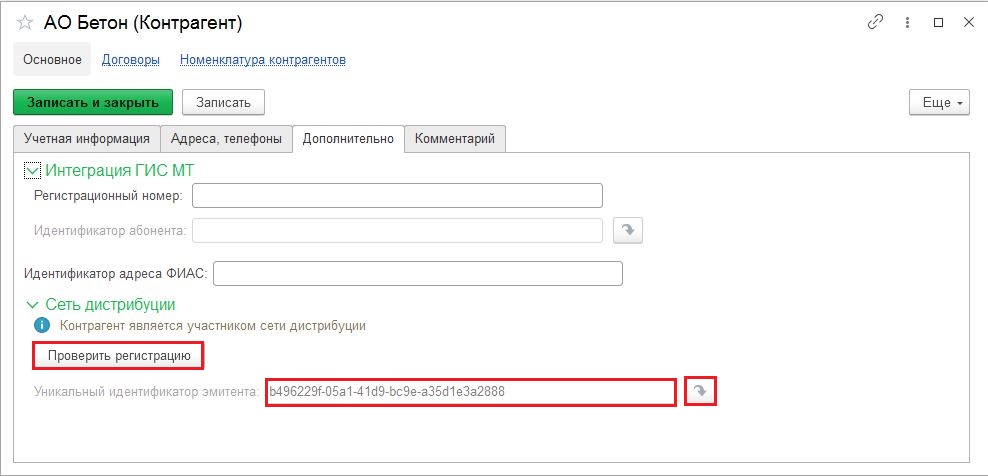 АО Бетон (Контрагент)
Основное Договоры Номенклатура контрагентов
Записать и закрыть Записать Еще
Учетная информация Адреса, телефоны Дополнительно Комментарий
Интеграция ГИС МТ
Регистрационный номер:
Идентификатор абонента:
Идентификатор адреса ФИАС:
Сеть дистрибуции
Контрагент является участником сети дистрибуции
Проверить регистрацию
Уникальный идентификатор эмитента: b496229f-05a1-41d9-bc9e-a35d1e3a2888